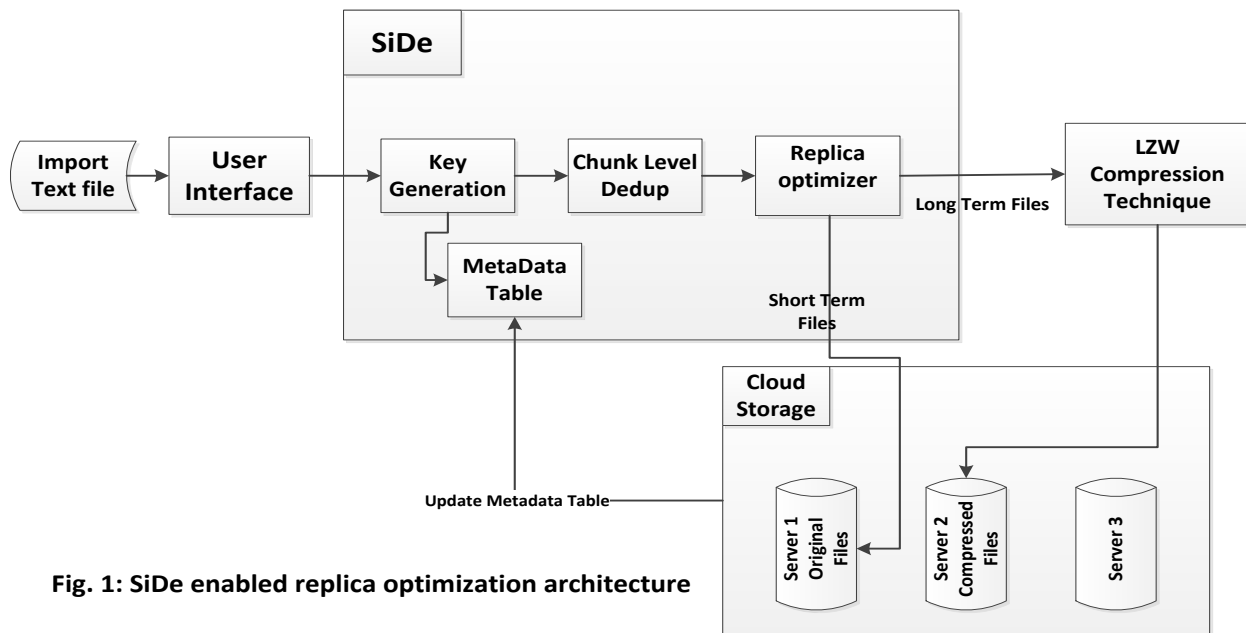 SiDe
Import
Text file
User
Interface
Key
Generation
Chunk Level
Dedup
Replica
optimizer
Long Term Files
LZW
Compression
Technique
MetaData
Table
Short Term
Files
Cloud
Storage
Update Metadata Table
Server 1
Original
Files
Server 2
Compressed
Files
Server 3
Fig. 1: SiDe enabled replica optimization architecture